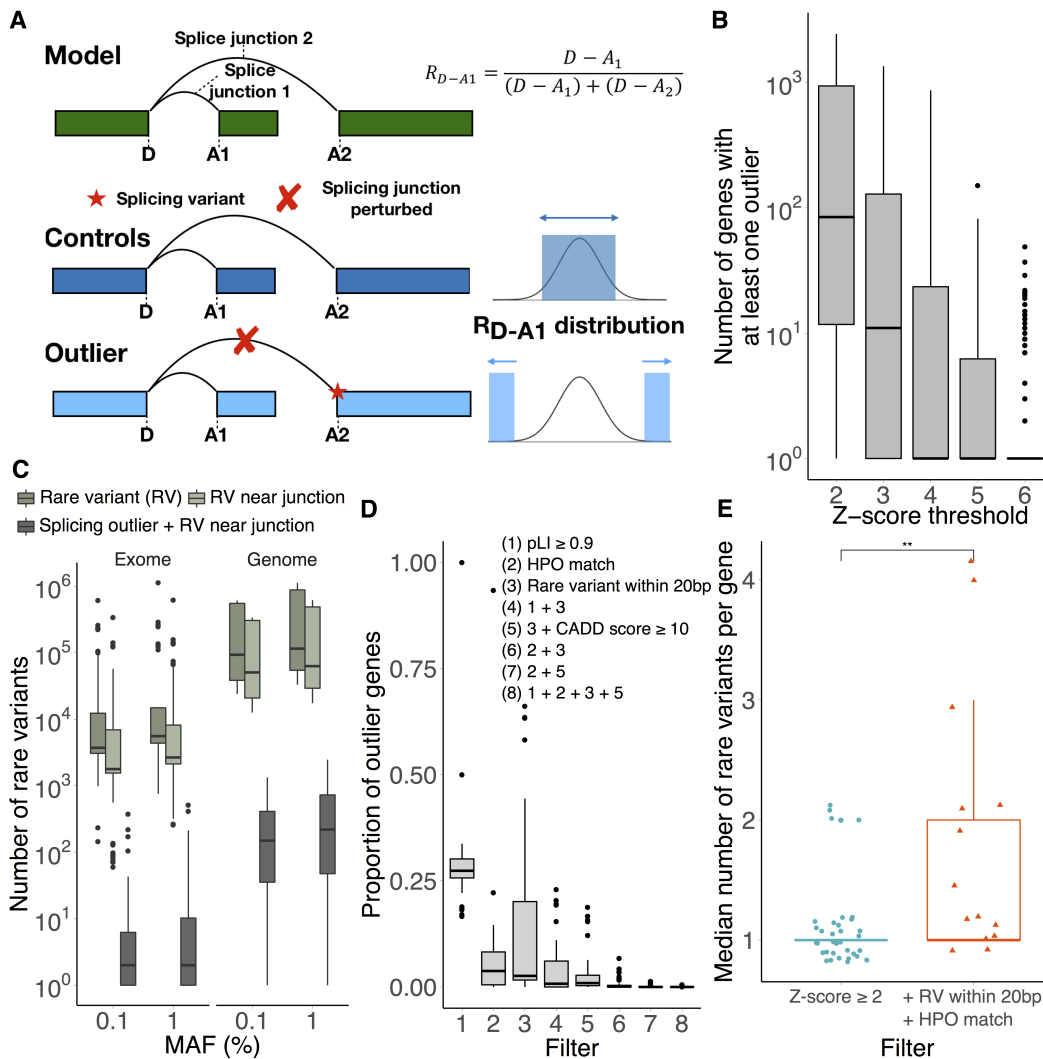 A
Model
Splice junction 2
Splice
junction 1
D
A1
A2
R_{D-A1} = \frac{D - A_1}{(D - A_1) + (D - A_2)}
Splicing variant
Splicing junction
perturbed
Controls
D
A1
A2
R_{D-A1} distribution
Outlier
D
A1
A2
B
Number of genes with
at least one outlier
10^3
10^2
10^1
10^0
2 3 4 5 6
Z-score threshold
C
Rare variant (RV) RV near junction
Splicing outlier + RV near junction
Exome Genome
Number of rare variants
10^6
10^5
10^4
10^3
10^2
10^1
10^0
0.1 1 0.1 1
MAF (%)
D
Proportion of outlier genes
1.00
0.75
0.50
0.25
0.00
(1) pLI ≥ 0.9
(2) HPO match
(3) Rare variant within 20bp
(4) 1 + 3
(5) 3 + CADD score ≥ 10
(6) 2 + 3
(7) 2 + 5
(8) 1 + 2 + 3 + 5
1 2 3 4 5 6 7 8
Filter
E
Median number of rare variants per gene
**
4
3
2
1
Z-score ≥ 2
+ RV within 20bp
+ HPO match
Filter